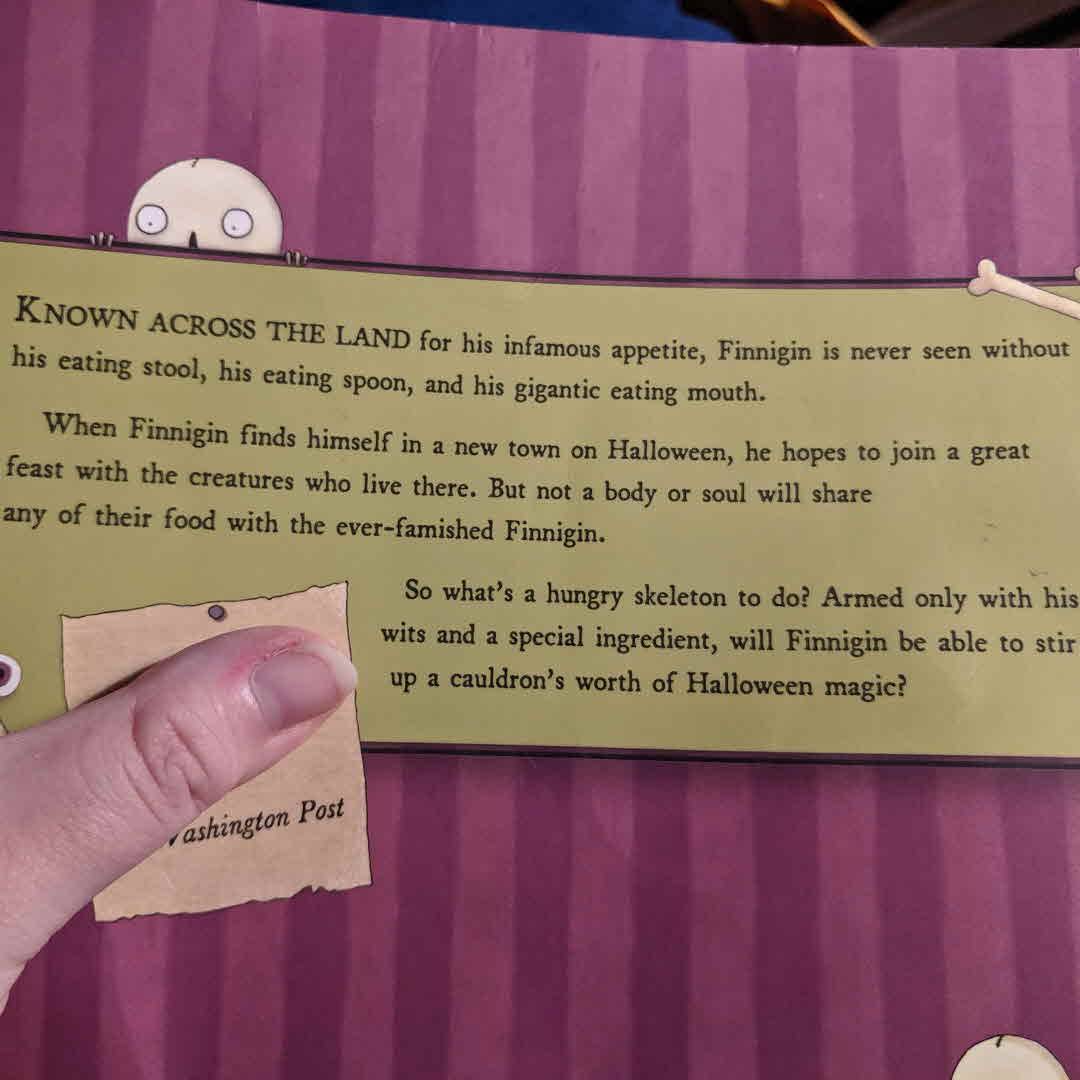 KNOWN ACROSS THE LAND for his infamous appetite, Finnigin is never seen without
his eating stool, his eating spoon, and his gigantic eating mouth.
When Finnigin finds himself in a new town on Halloween, he hopes to join a great
feast with the creatures who live there. But not a body or soul will share
any of their food with the ever-famished Finnigin.
So what's a hungry skeleton to do? Armed only with his
wits and a special ingredient, will Finnigin be able to stir
up a cauldron's worth of Halloween magic?
Post